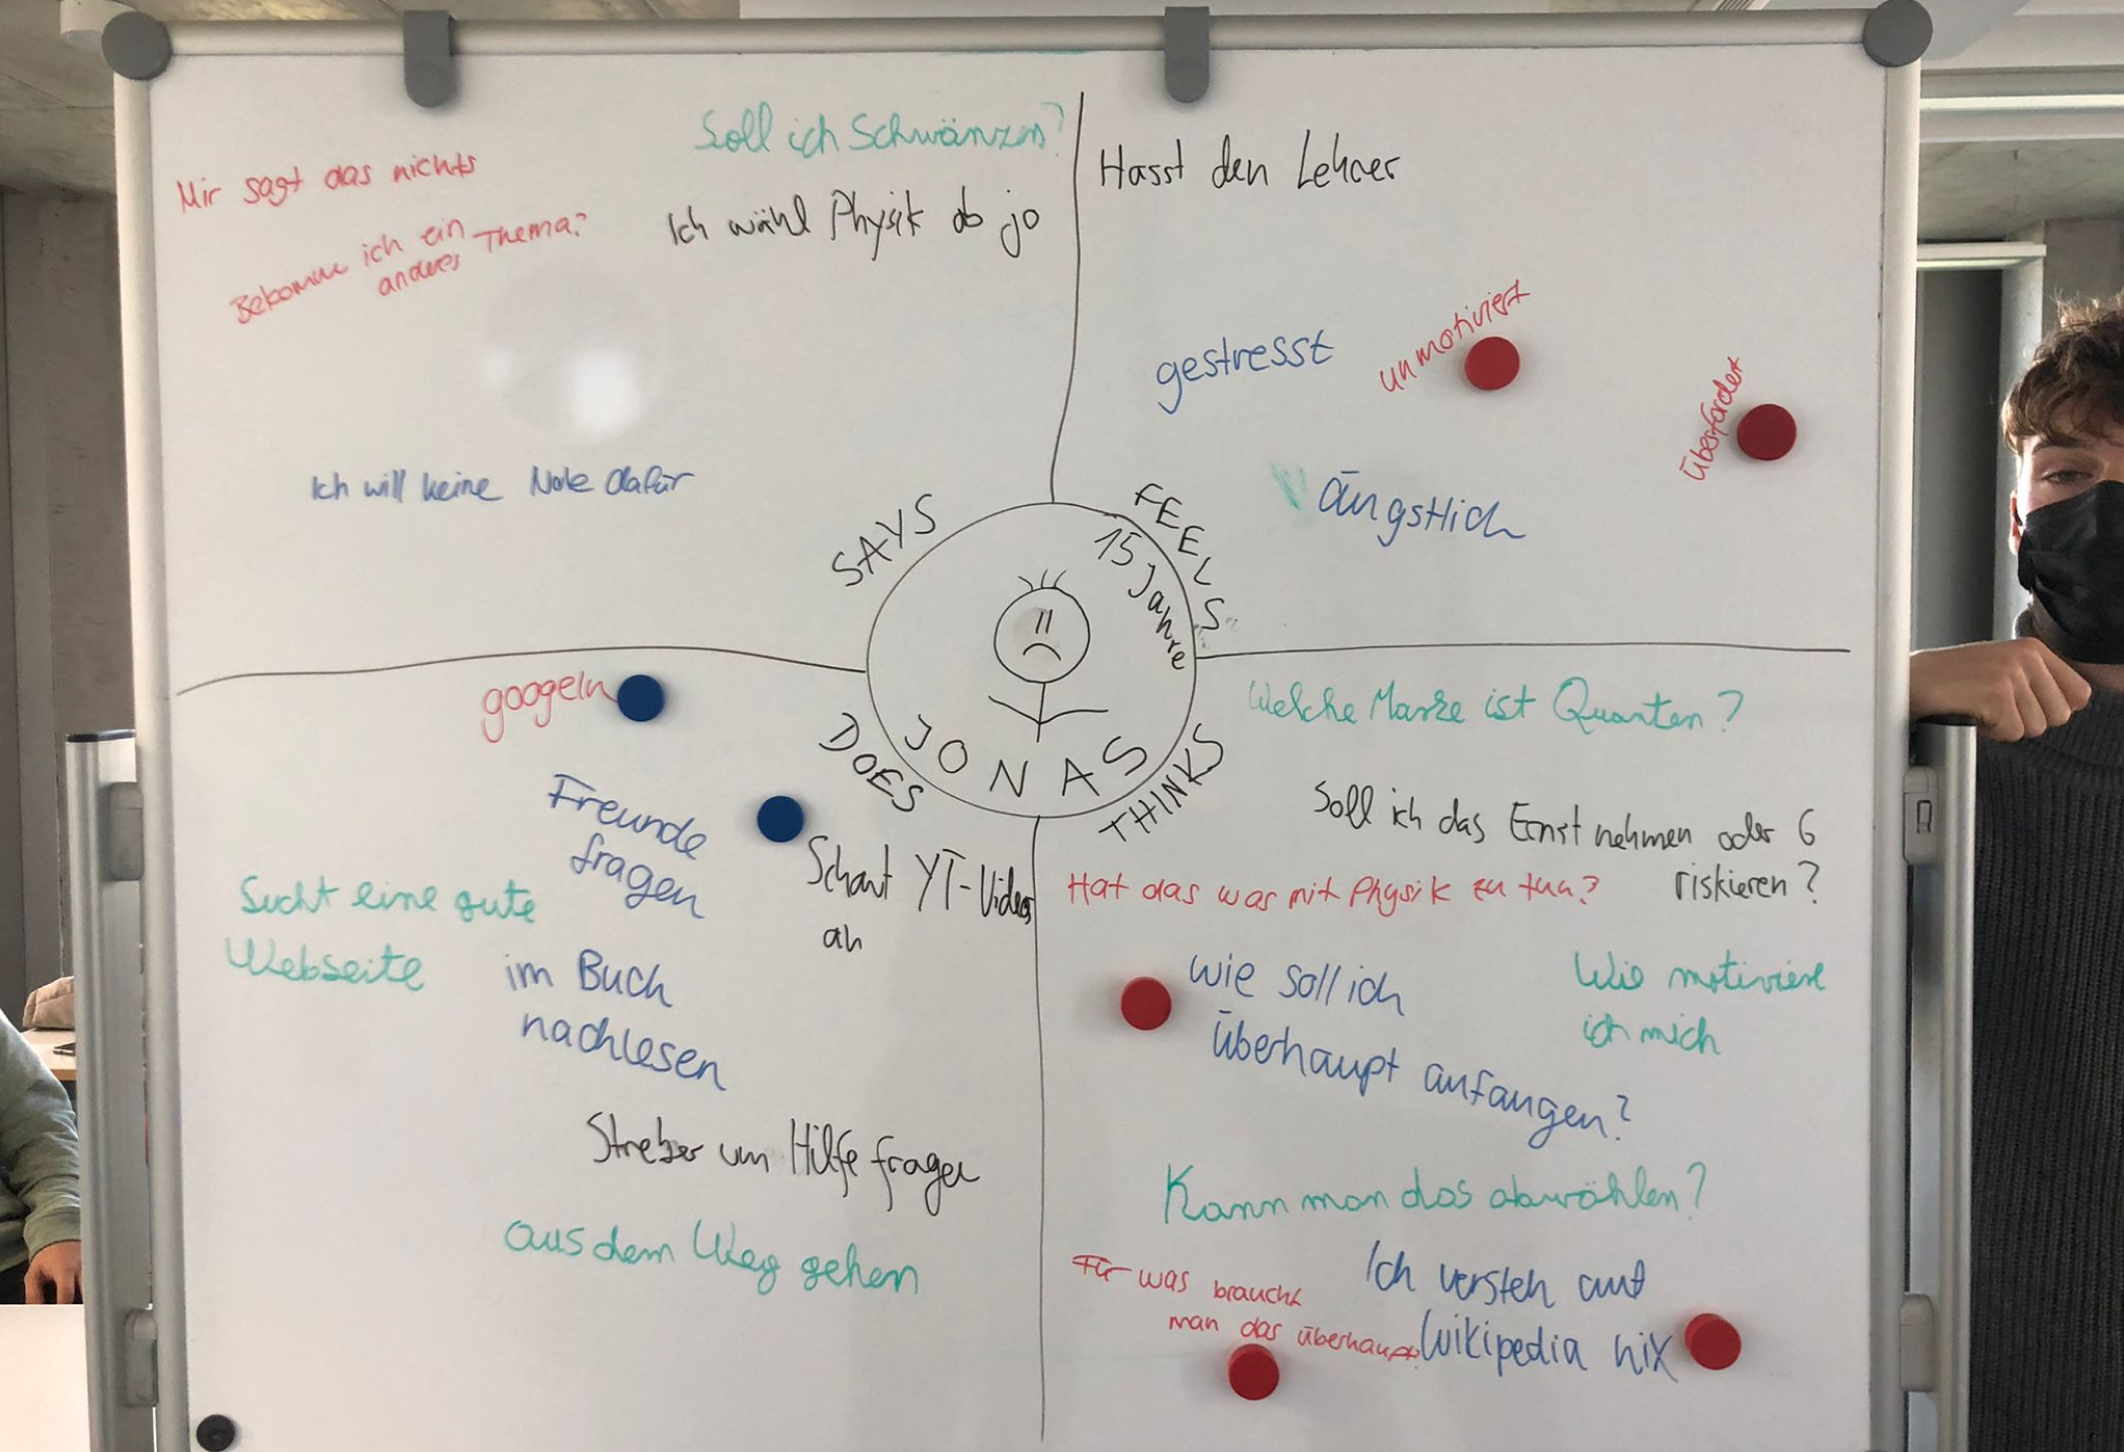 Soll ich Schwänzen?
Mir sagt das nichts
Ich wähl Physik ab jo
Bekomme ich ein
anderes Thema?
Ich will keine Note dafür
SAYS
Hasst den Lehrer
gestresst
unmotiviert
überfordert
ängstlich
FEELS
15 Jahre
JONAS
DOES
googeln
Freunde
fragen
Schaut YT-Videos
an
Sucht eine gute
Webseite
im Buch
nachlesen
Streber um Hilfe fragen
aus dem Weg gehen
THINKS
Welche Marke ist Quanten?
Soll ich das Ernst nehmen oder 6
riskieren?
Hat das was mit Physik zu tun?
wie soll ich
überhaupt anfangen?
Wie motiviere
ich mich
Kann man das abwählen?
Für was braucht
man das überhaupt?
Ich versteh auf
Wikipedia nix